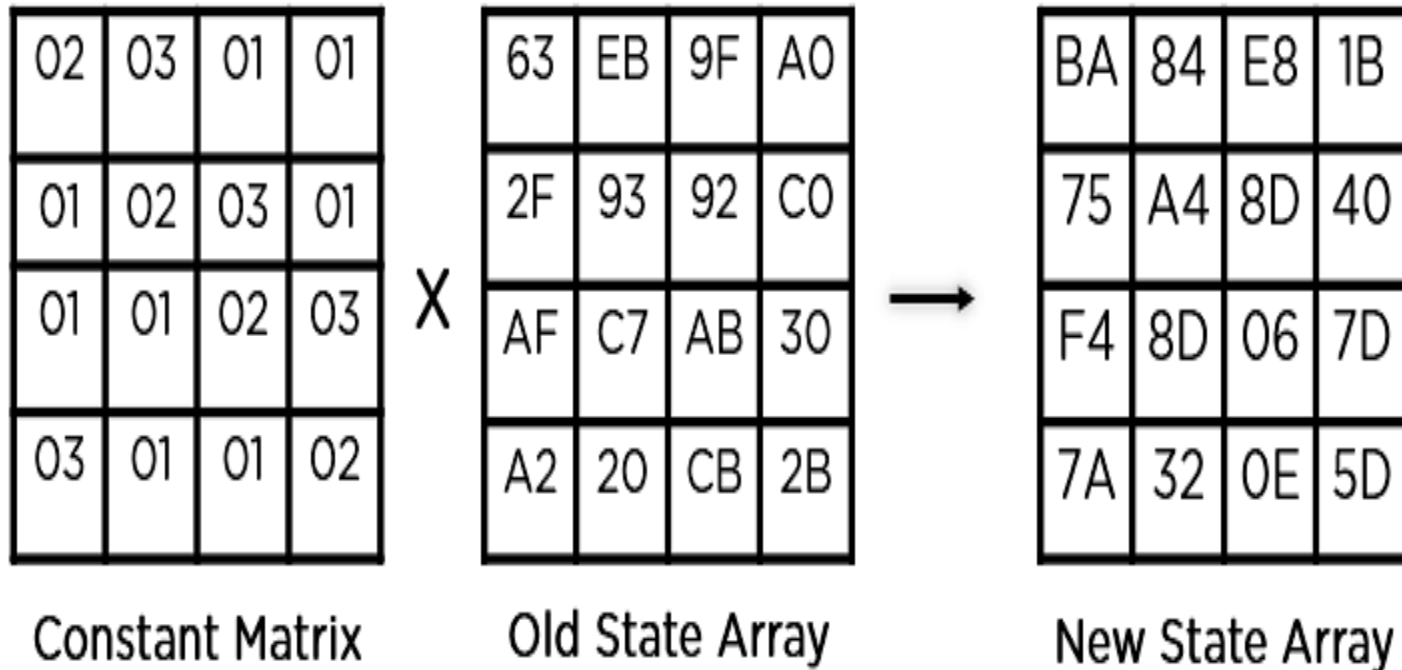 02 03 01 01 63 EB 9F A0 BA 84 E8 1B
01 02 03 01 2F 93 92 C0 75 A4 8D 40
01 01 02 03 X AF C7 AB 30 F4 8D 06 7D
03 01 01 02 A2 20 CB 2B 7A 32 0E 5D
Constant Matrix Old State Array New State Array